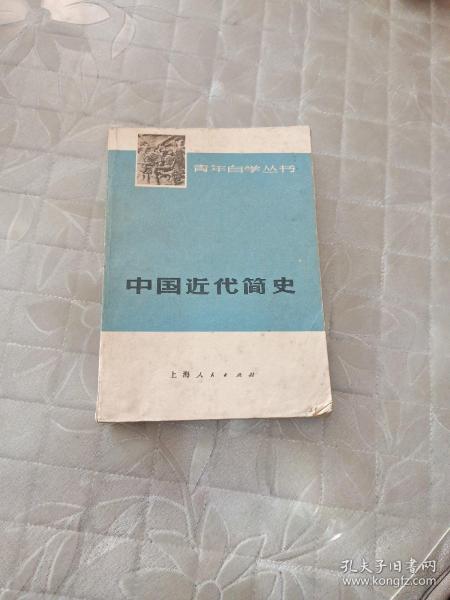 青年自学丛书
中国近代简史
上海人民出版社
孔夫子旧书网
www.kongfz.com